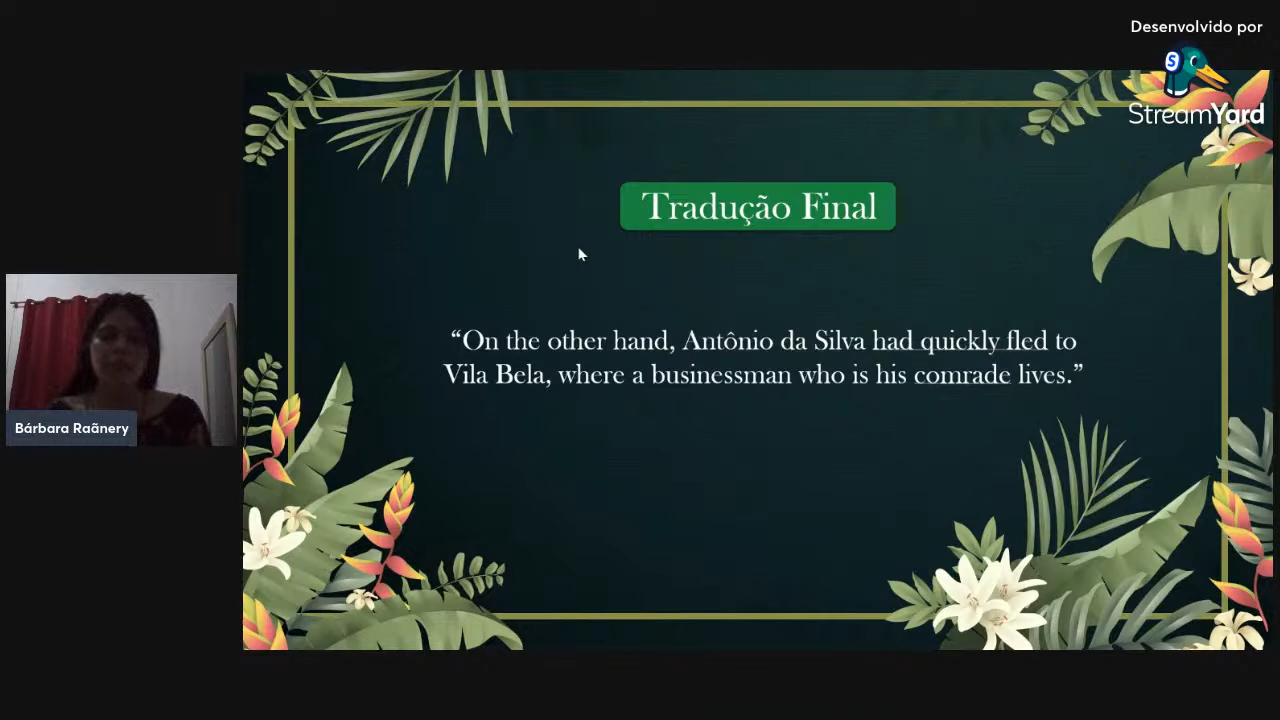 Desenvolvido por
S
StreamYard
Tradução Final
“On the other hand, Antônio da Silva had quickly fled to
Vila Bela, where a businessman who is his comrade lives.”
Bárbara Raãnery